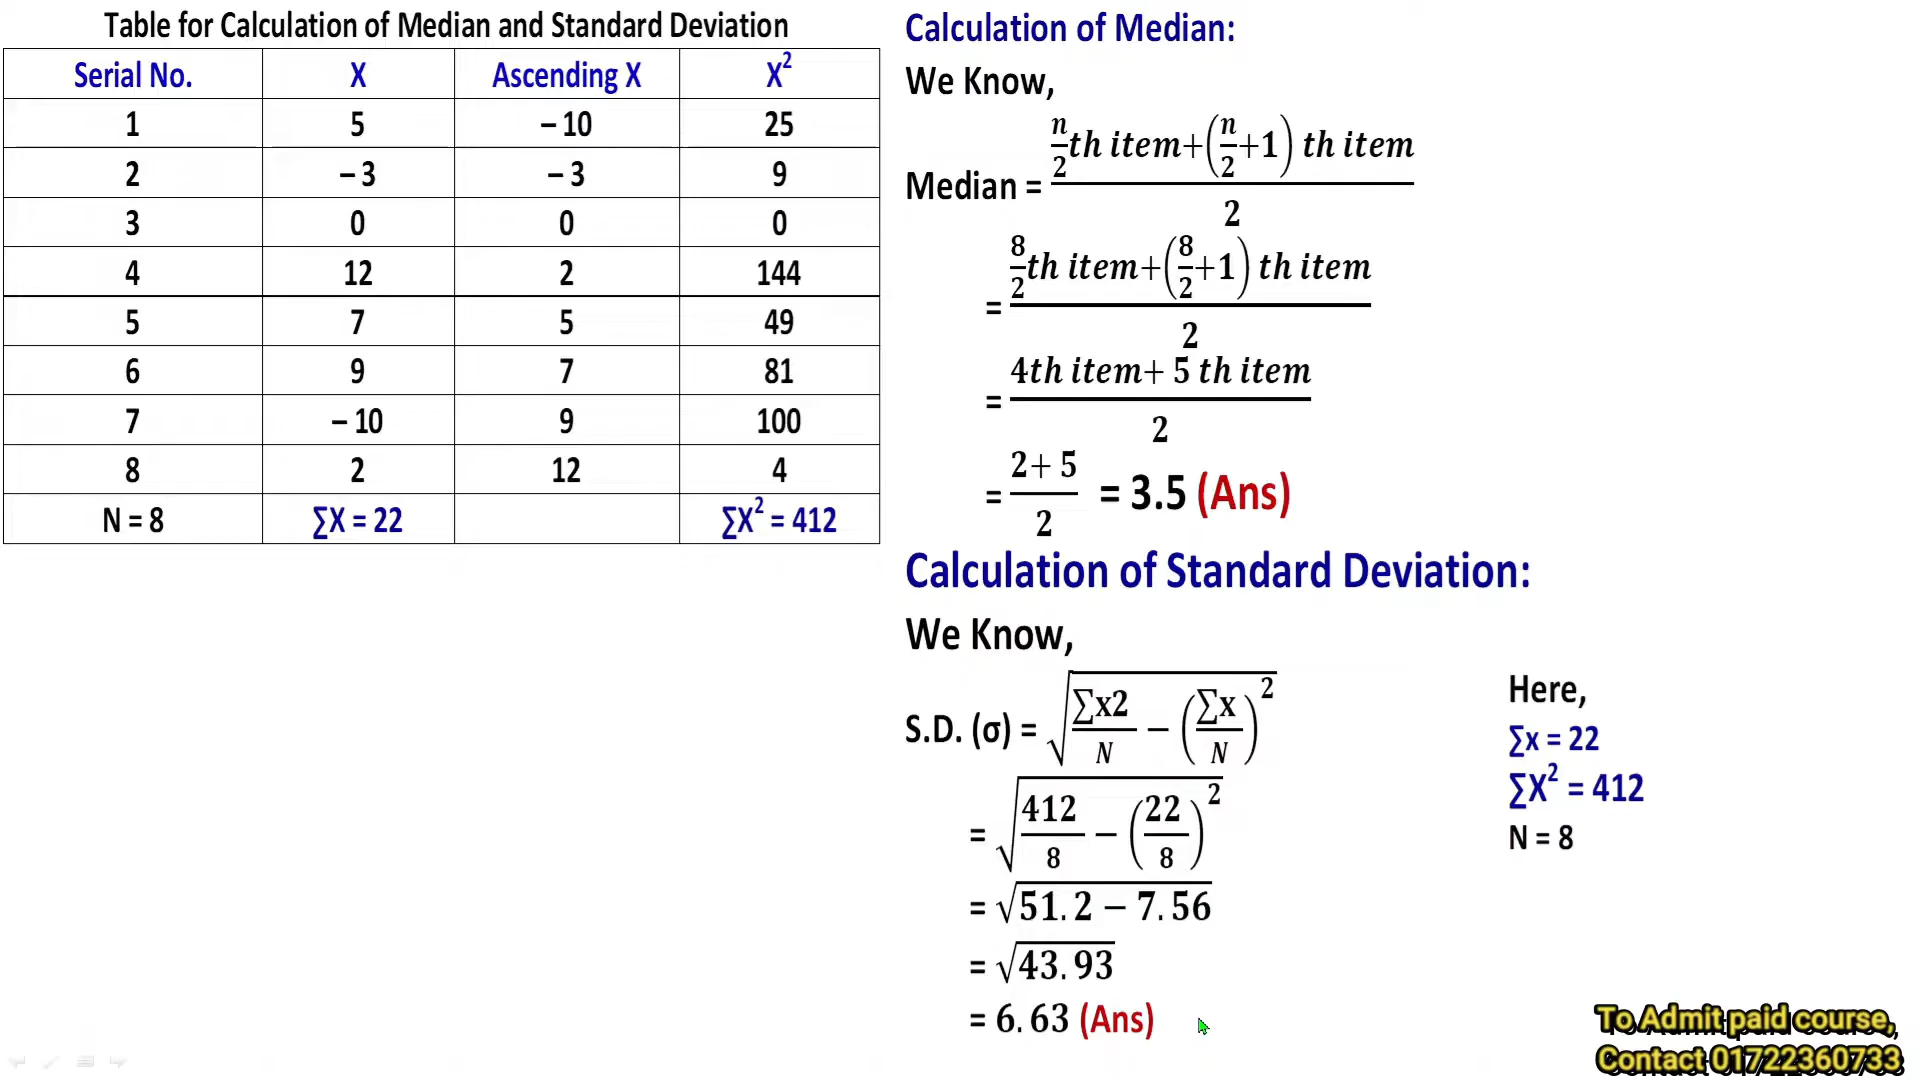 Table for Calculation of Median and Standard Deviation
Serial No. X Ascending X X²
1 5 – 10 25
2 – 3 – 3 9
3 0 0 0
4 12 2 144
5 7 5 49
6 9 7 81
7 – 10 9 100
8 2 12 4
N = 8 ∑X = 22 ∑X² = 412
Calculation of Median:
We Know,
Median = (n/2 th item+(n/2+1) th item)/2
= (8/2 th item+(8/2+1) th item)/2
= (4th item+ 5 th item)/2
= (2+ 5)/2 = 3.5 (Ans)
Calculation of Standard Deviation:
We Know,
S.D. (σ) = √(∑x2/N − (∑x/N)²)
= √(412/8 − (22/8)²)
= √(51.2 − 7.56)
= √43.93
= 6.63 (Ans)
Here,
∑x = 22
∑X² = 412
N = 8
To Admit paid course,
Contact 01722360733